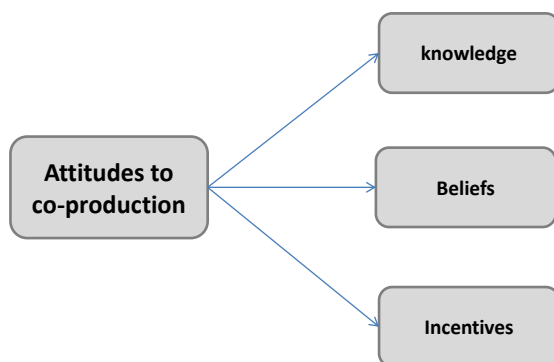 knowledge
Attitudes to
co-production
Beliefs
Incentives